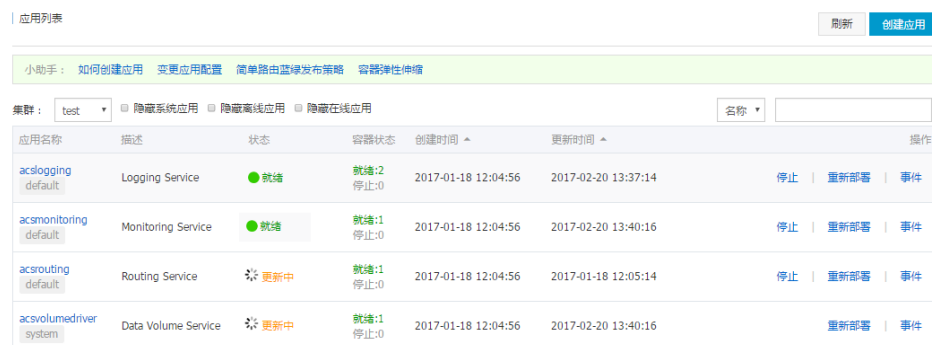 应用列表
刷新 创建应用
小助手： 如何创建应用 变更应用配置 简单路由蓝绿发布策略 容器弹性伸缩
集群： test 隐藏系统应用 隐藏离线应用 隐藏在线应用 名称
应用名称 描述 状态 容器状态 创建时间 更新时间 操作
acslogging Logging Service 就绪 就绪:2 2017-01-18 12:04:56 2017-02-20 13:37:14 停止 | 重新部署 | 事件
default 停止:0
acsmonitoring Monitoring Service 就绪 就绪:1 2017-01-18 12:04:56 2017-02-20 13:40:16 停止 | 重新部署 | 事件
default 停止:0
acsrouting Routing Service 更新中 就绪:1 2017-01-18 12:04:56 2017-01-18 12:05:14 停止 | 重新部署 | 事件
default 停止:0
acsvolumedriver Data Volume Service 更新中 就绪:1 2017-01-18 12:04:56 2017-02-20 13:40:16 重新部署 | 事件
system 停止:0